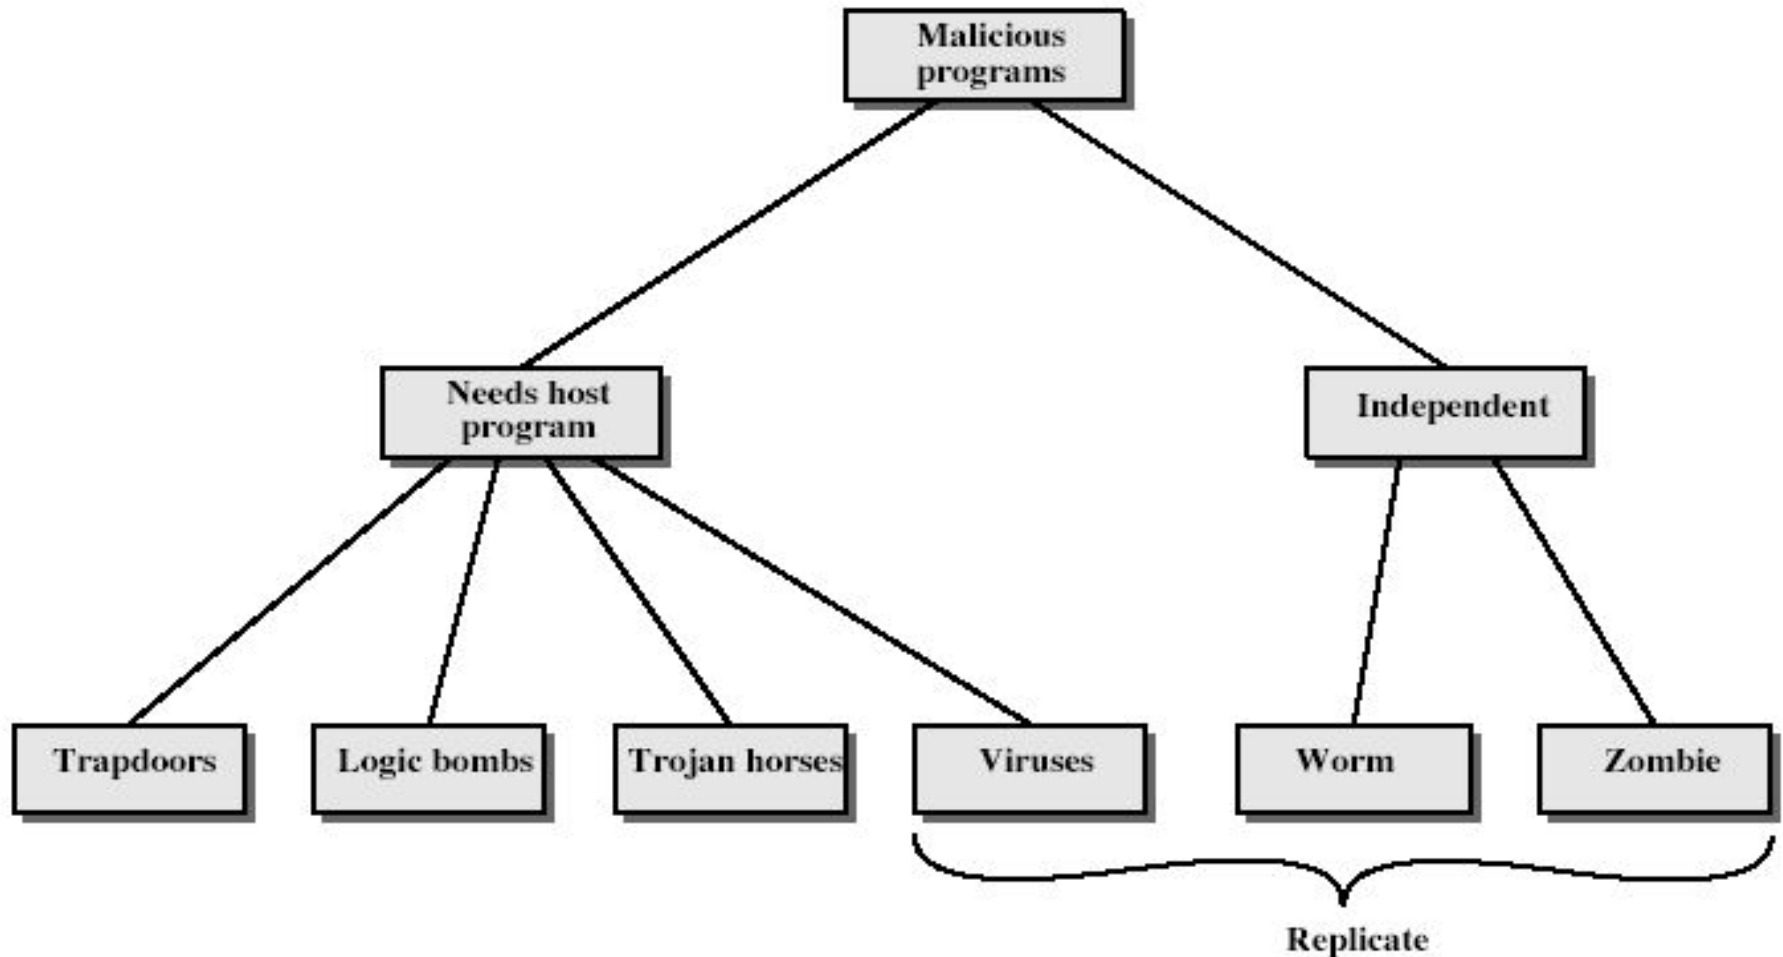 Malicious
programs
Needs host
program
Independent
Trapdoors
Logic bombs
Trojan horses
Viruses
Worm
Zombie
Replicate